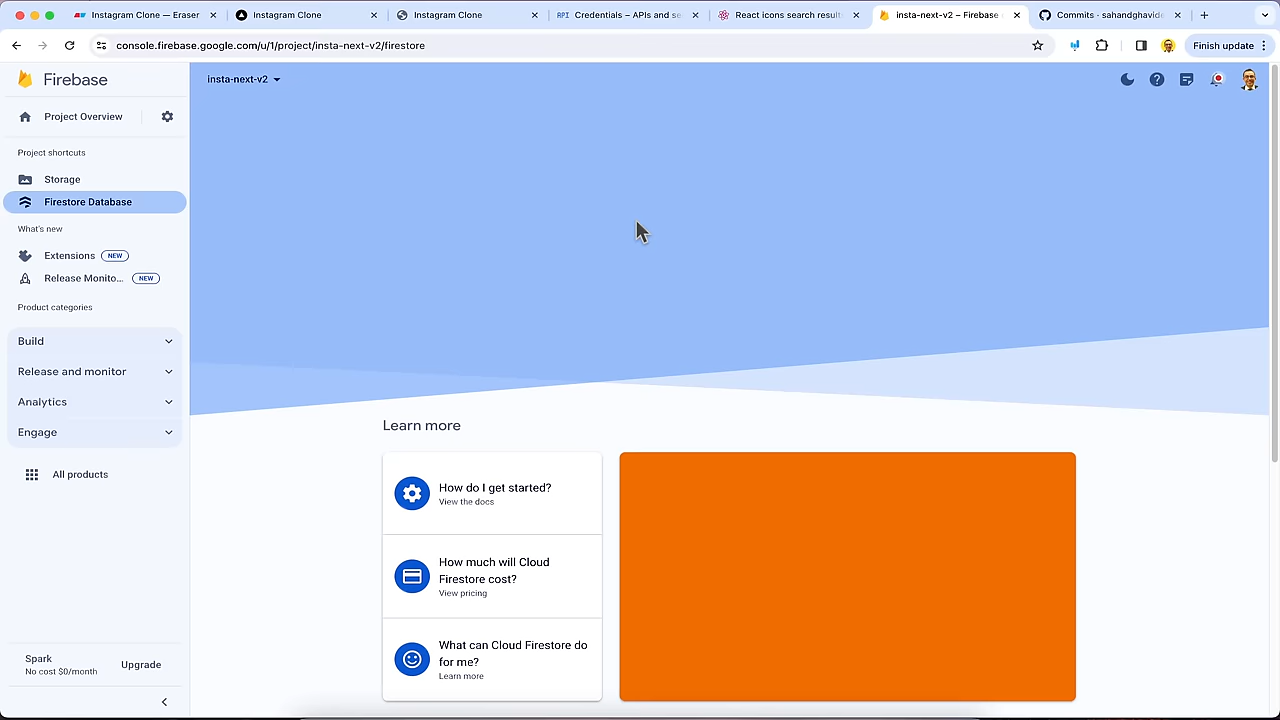 Instagram Clone — Eraser
Instagram Clone
Instagram Clone
API Credentials – APIs and se
React icons search result
insta-next-v2 – Firebase
Commits · sahandghavid
console.firebase.google.com/u/1/project/insta-next-v2/firestore
Finish update
Firebase
insta-next-v2
Project Overview
Project shortcuts
Storage
Firestore Database
What's new
Extensions NEW
Release Monito... NEW
Product categories
Build
Release and monitor
Analytics
Engage
All products
Spark
No cost $0/month
Upgrade
Learn more
How do I get started?
View the docs
How much will Cloud
Firestore cost?
View pricing
What can Cloud Firestore do
for me?
Learn more